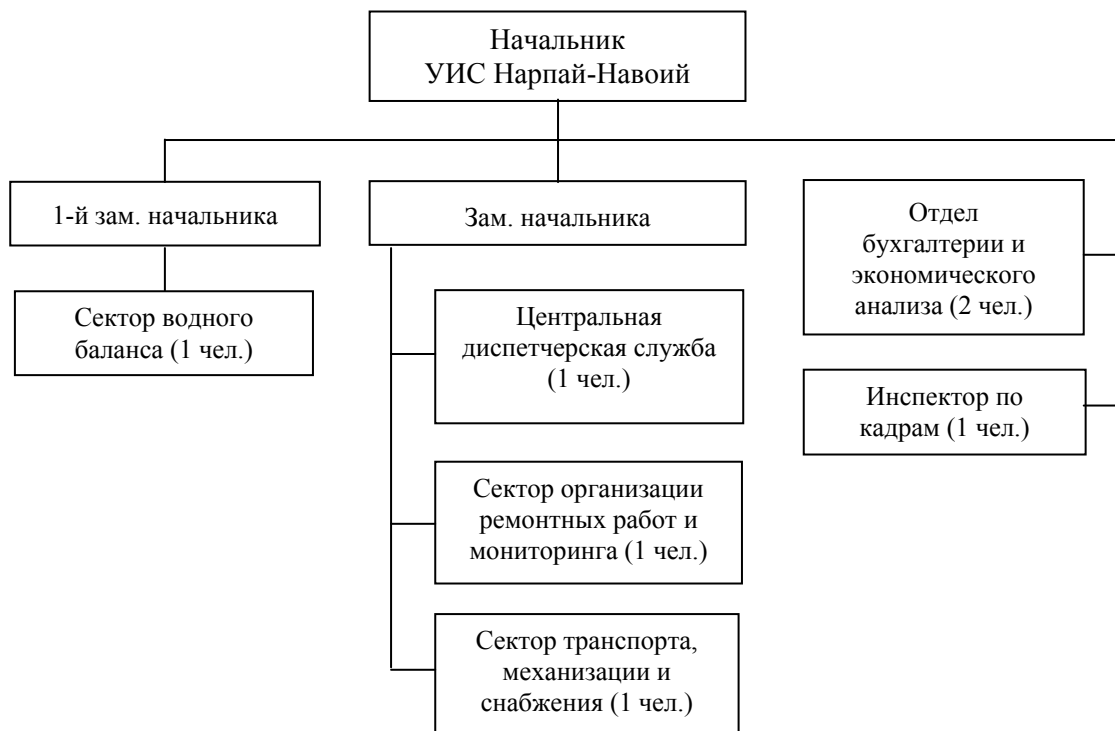 Начальник
УИС Нарпай-Навоий
1-й зам. начальника
Сектор водного
баланса (1 чел.)
Зам. начальника
Центральная
диспетчерская служба
(1 чел.)
Сектор организации
ремонтных работ и
мониторинга (1 чел.)
Сектор транспорта,
механизации и
снабжения (1 чел.)
Отдел
бухгалтерии и
экономического
анализа (2 чел.)
Инспектор по
кадрам (1 чел.)